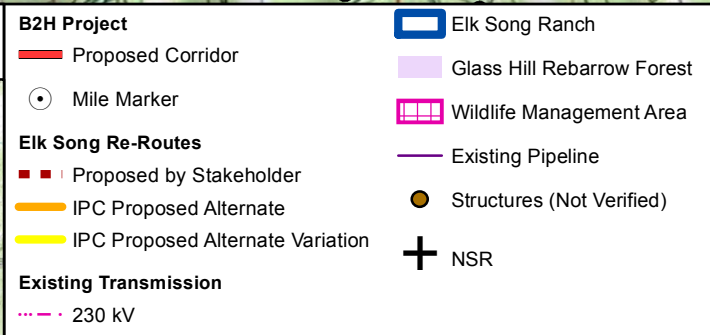 B2H Project
Proposed Corridor
Mile Marker
Elk Song Re-Routes
Proposed by Stakeholder
IPC Proposed Alternate
IPC Proposed Alternate Variation
Existing Transmission
230 kV
Elk Song Ranch
Glass Hill Rebarrow Forest
Wildlife Management Area
Existing Pipeline
Structures (Not Verified)
NSR